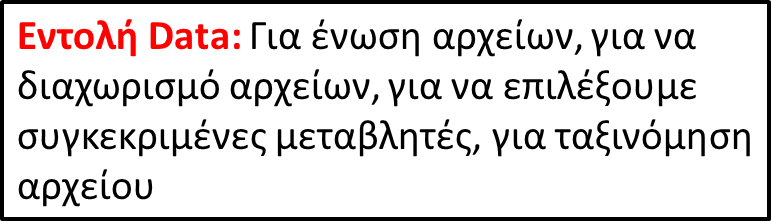 Εντολή Data: Για ένωση αρχείων, για να
διαχωρισμό αρχείων, για να επιλέξουμε
συγκεκριμένες μεταβλητές, για ταξινόμηση
αρχείου